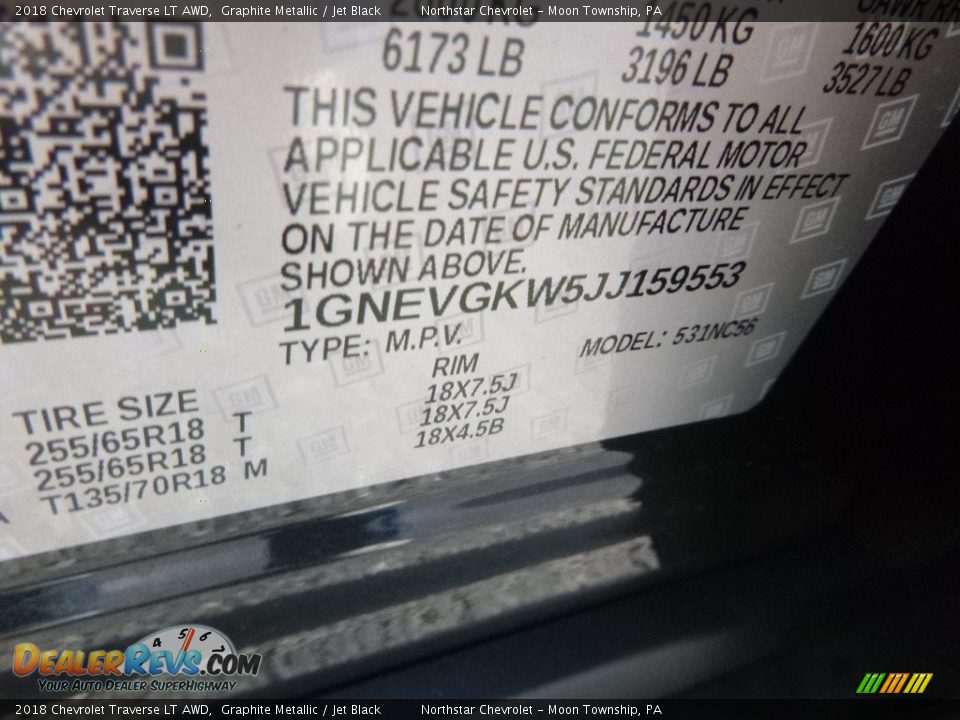 2018 Chevrolet Traverse LT AWD, Graphite Metallic / Jet Black Northstar Chevrolet – Moon Township, PA
1450 KG 1600 KG
6173 LB 3196 LB 3527 LB
THIS VEHICLE CONFORMS TO ALL
APPLICABLE U.S. FEDERAL MOTOR
VEHICLE SAFETY STANDARDS IN EFFECT
ON THE DATE OF MANUFACTURE
SHOWN ABOVE.
1GNEVGKW5JJ159553
TYPE: M.P.V. MODEL: 531NC56
TIRE SIZE RIM
255/65R18 T 18X7.5J
255/65R18 T 18X7.5J
T135/70R18 M 18X4.5B
4 5 6
DEALERREVS.COM
YOUR AUTO DEALER SUPERHIGHWAY
2018 Chevrolet Traverse LT AWD, Graphite Metallic / Jet Black Northstar Chevrolet – Moon Township, PA